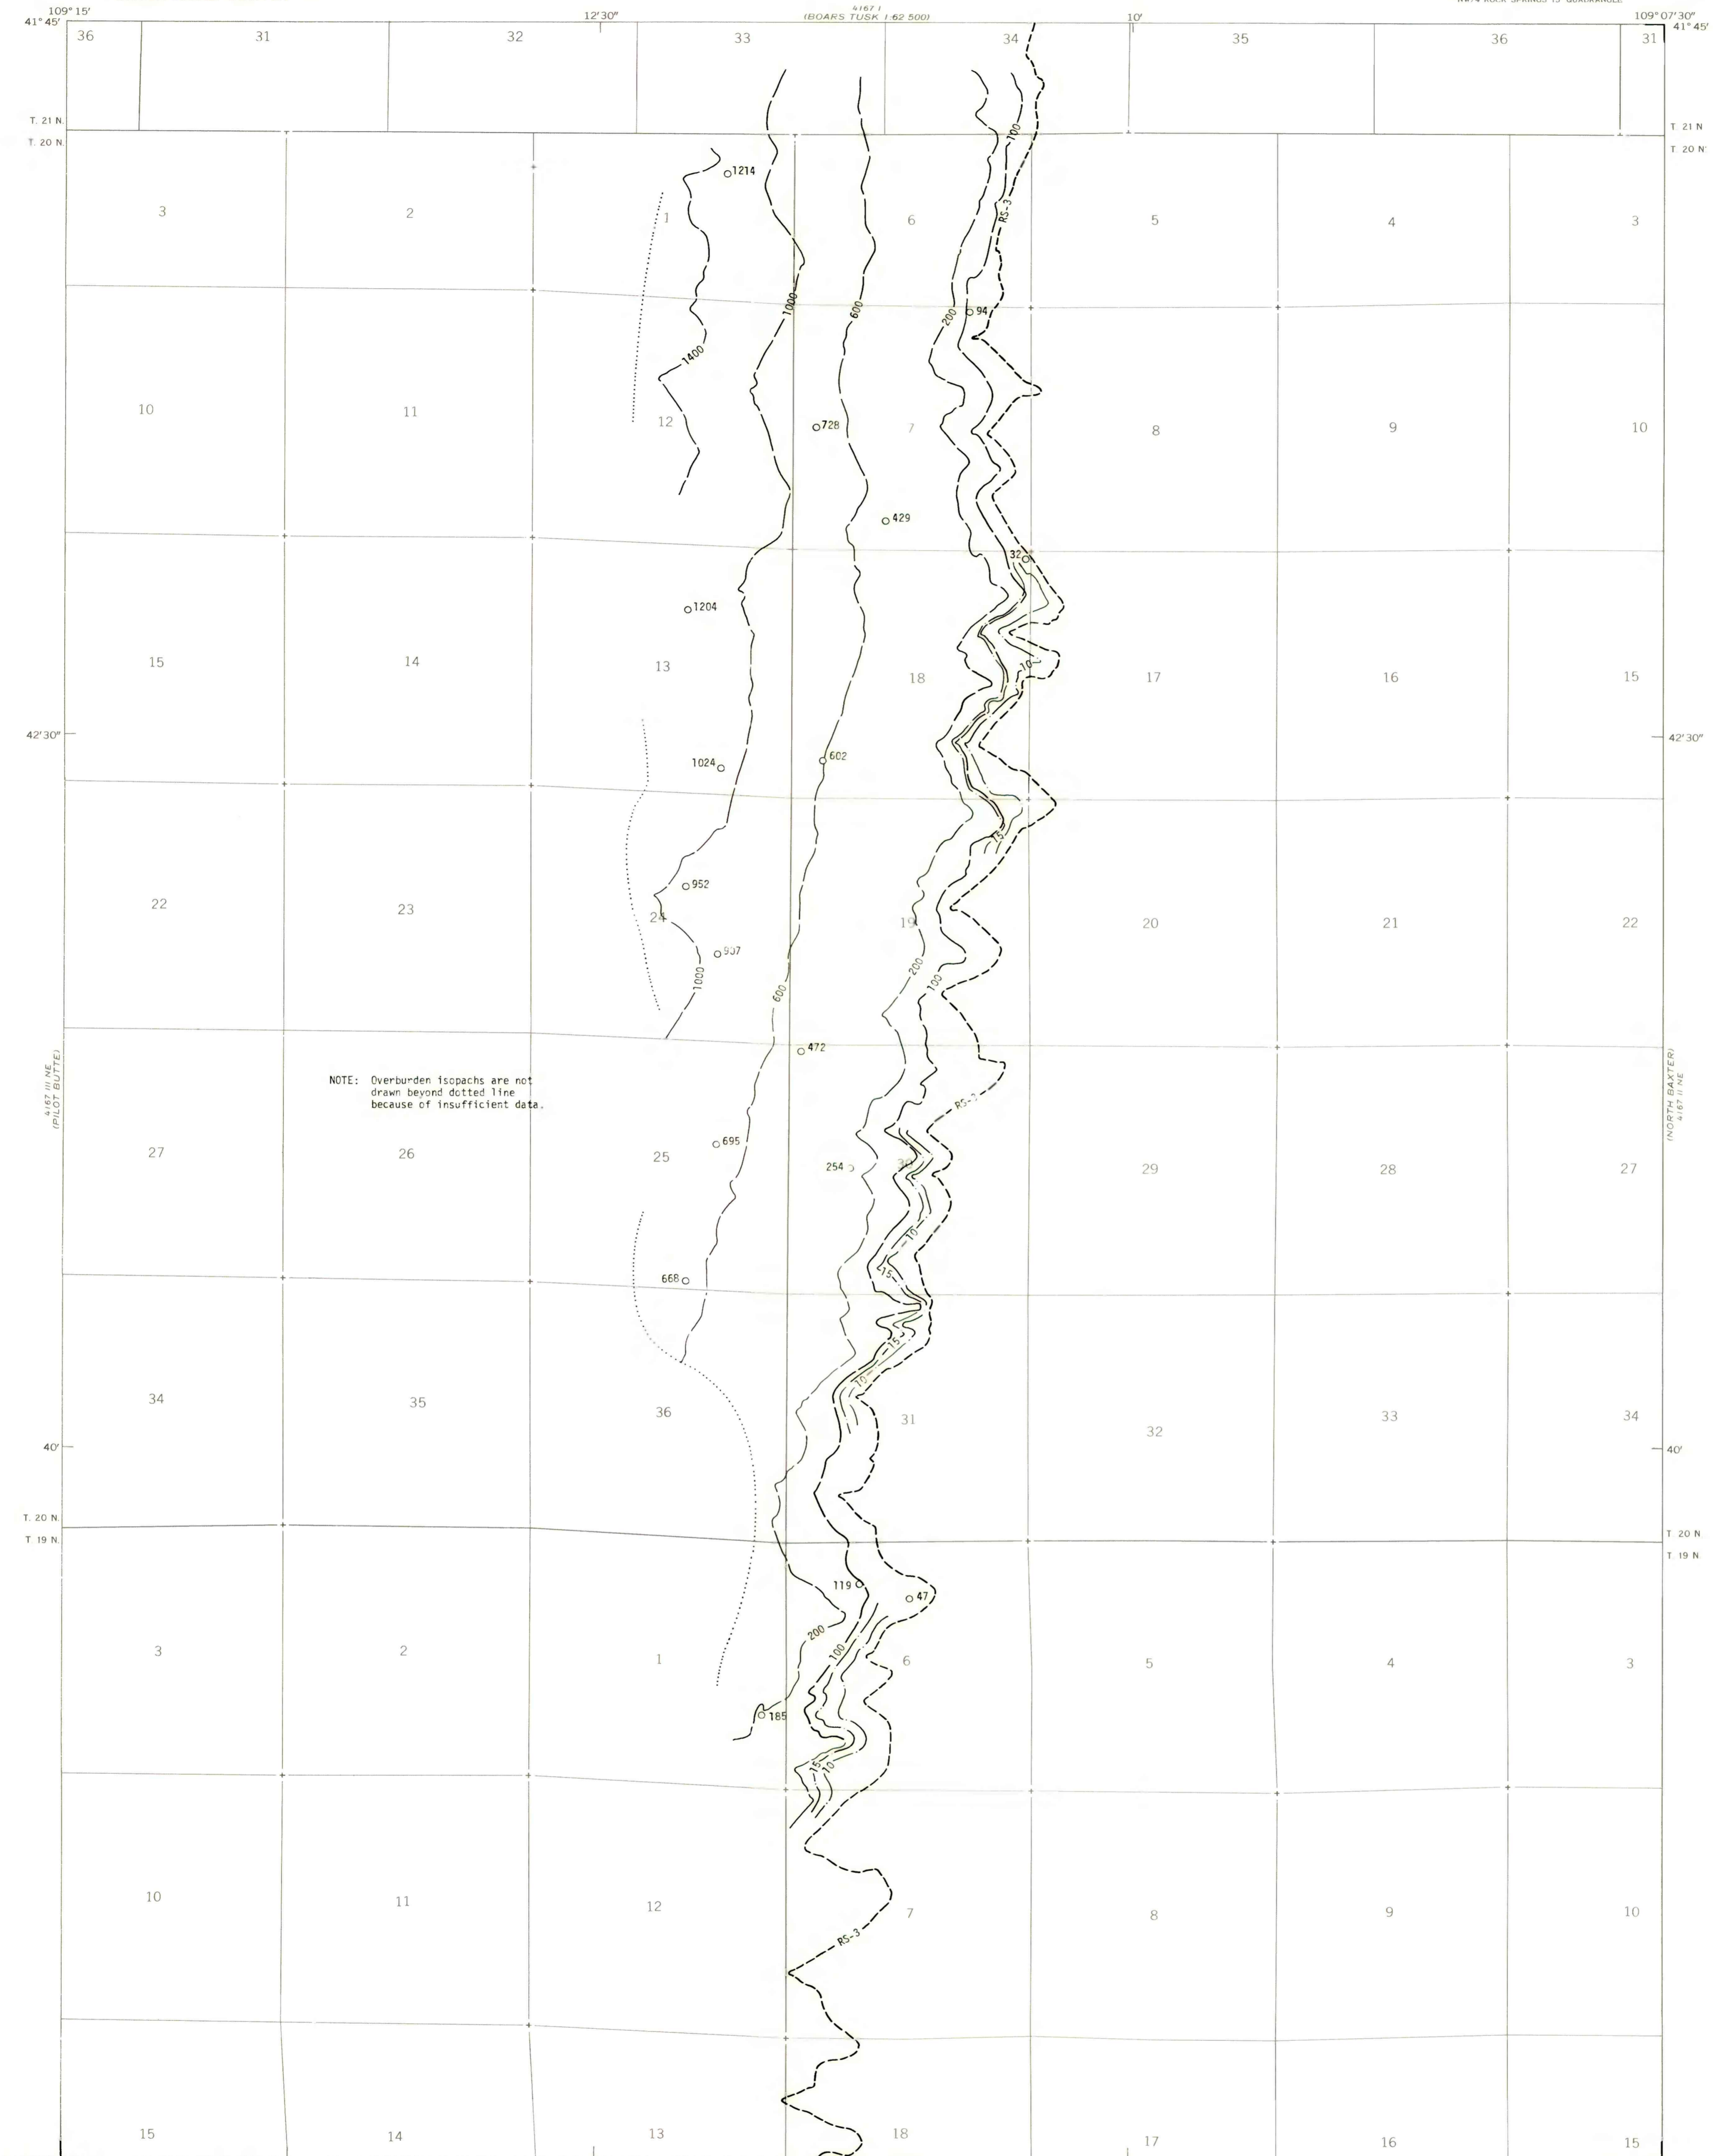 4167 I
(BOARS TUSK 1:62 500)
109° 15'
12'30"
10'
109° 07'30"
41° 45'
41° 45'
36 31 32 33 34 35 36 31
T. 21 N.
T. 20 N.
T. 21 N
T. 20 N.
100
1214
RS-3
3 2 1 6 5 4 3
1000
600
200
94
1400
10 11 12 7 8 9 10
728
429
32
1204
15 14 13 18 17 16 15
10
42'30"
42'30"
1024
602
15
952
22 23 24 19 20 21 22
200
100
1000
600
472
4167 III NE
(PILOT BUTTE)
(NORTH BAXTER)
4167 II NE
NOTE: Overburden isopachs are not
drawn beyond dotted line
because of insufficient data.
695
254
27 26 25 30 29 28 27
10
15
668
15
10
34 35 36 31 32 33 34
40'
40'
T. 20 N.
T 19 N.
T 20 N
T. 19 N
119
47
200
100
3 2 1 6 5 4 3
185
15
10
10 11 12 7 8 9 10
RS-3
15 14 13 18 17 16 15